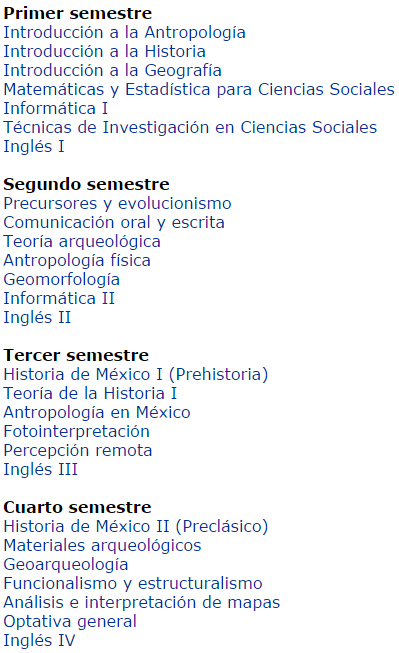 Primer semestre
Introducción a la Antropología
Introducción a la Historia
Introducción a la Geografía
Matemáticas y Estadística para Ciencias Sociales
Informática I
Técnicas de Investigación en Ciencias Sociales
Inglés I
Segundo semestre
Precursores y evolucionismo
Comunicación oral y escrita
Teoría arqueológica
Antropología física
Geomorfología
Informática II
Inglés II
Tercer semestre
Historia de México I (Prehistoria)
Teoría de la Historia I
Antropología en México
Fotointerpretación
Percepción remota
Inglés III
Cuarto semestre
Historia de México II (Preclásico)
Materiales arqueológicos
Geoarqueología
Funcionalismo y estructuralismo
Análisis e interpretación de mapas
Optativa general
Inglés IV